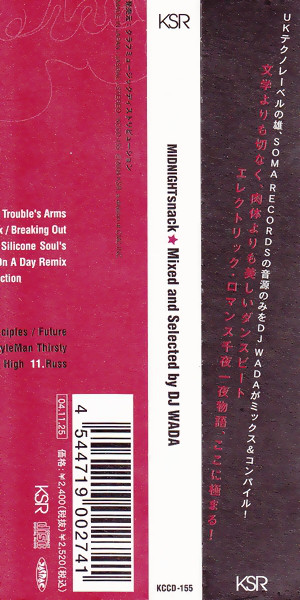 KSR
KSR
UKテクノレーベルの雄、SOMA RECORDSの音源のみをDJ WADAがミックス&コンパイル!
文学よりも切なく、肉体よりも美しいダンスビート
エレクトリック・ロマンス千夜一夜物語、ここに極まる!
KSR
MIDNIGHTsnack★Mixed and Selected by DJ WADA
KCCD-155
Trouble's Arms
/ Breaking Out
Silicone Soul's
On A Day Remix
ction
ciples / Future
yleMan Thirsty
High 11.Russ
04.11.25
価格:¥2,400(税抜)¥2,520(税込)
4 544719 002741
KSR